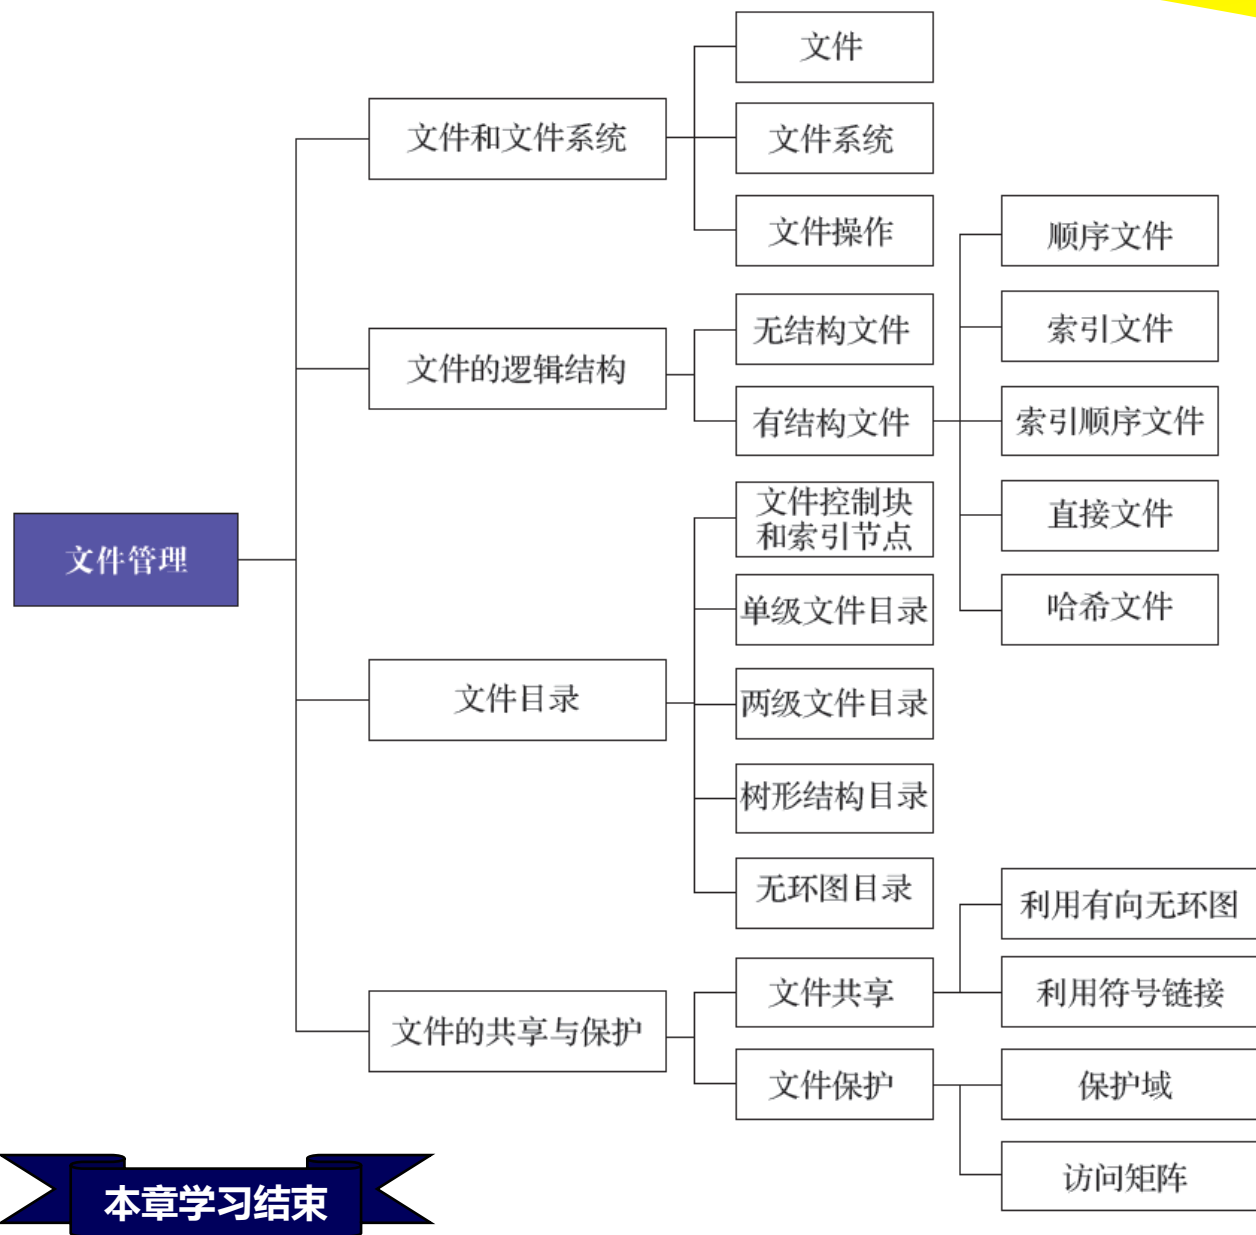 文件管理
文件和文件系统
文件
文件系统
文件操作
文件的逻辑结构
无结构文件
有结构文件
顺序文件
索引文件
索引顺序文件
直接文件
哈希文件
文件目录
文件控制块
和索引节点
单级文件目录
两级文件目录
树形结构目录
无环图目录
文件的共享与保护
文件共享
利用有向无环图
利用符号链接
文件保护
保护域
访问矩阵
本章学习结束